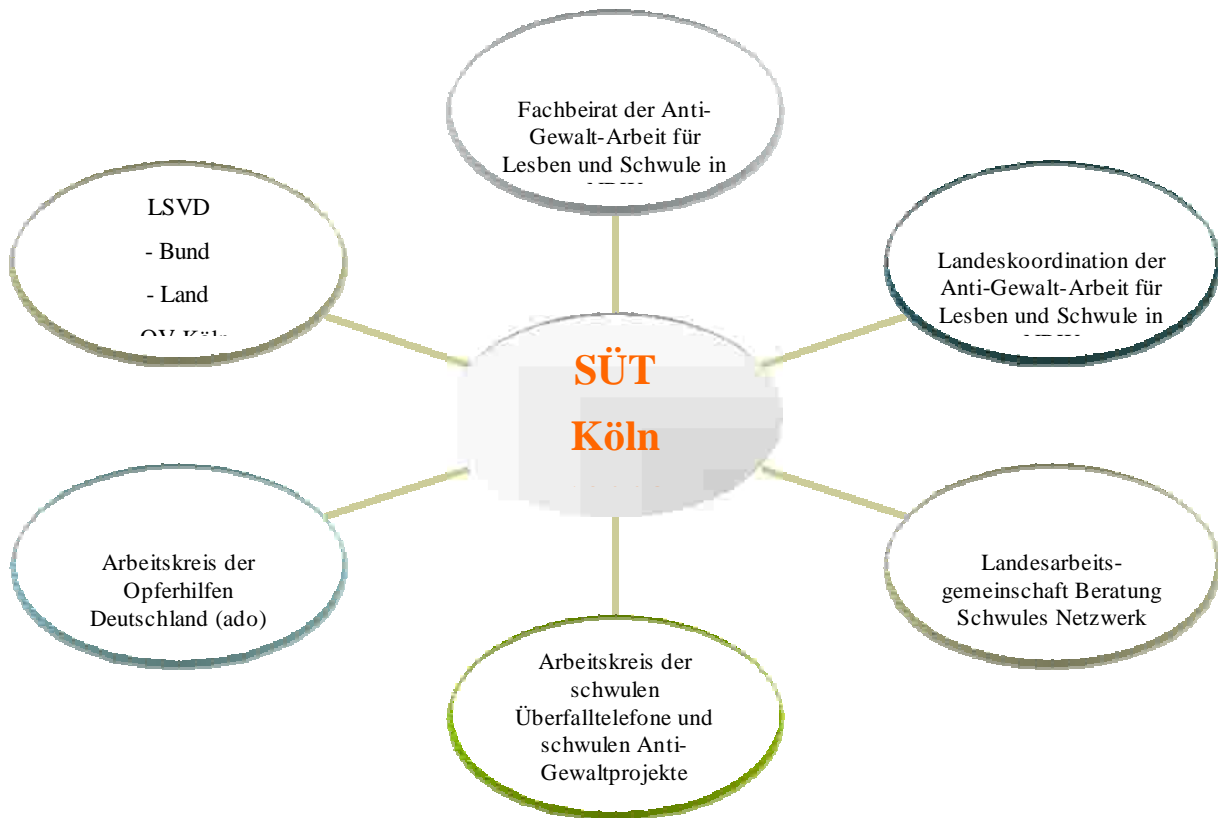 Fachbeirat der Anti-
Gewalt-Arbeit für
Lesben und Schwule in
LSVD
- Bund
- Land
Landeskoordination der
Anti-Gewalt-Arbeit für
Lesben und Schwule in
SÜT
Köln
Arbeitskreis der
Opferhilfen
Deutschland (ado)
Landesarbeits-
gemeinschaft Beratung
Schwules Netzwerk
Arbeitskreis der
schwulen
Überfalltelefone und
schwulen Anti-
Gewaltprojekte